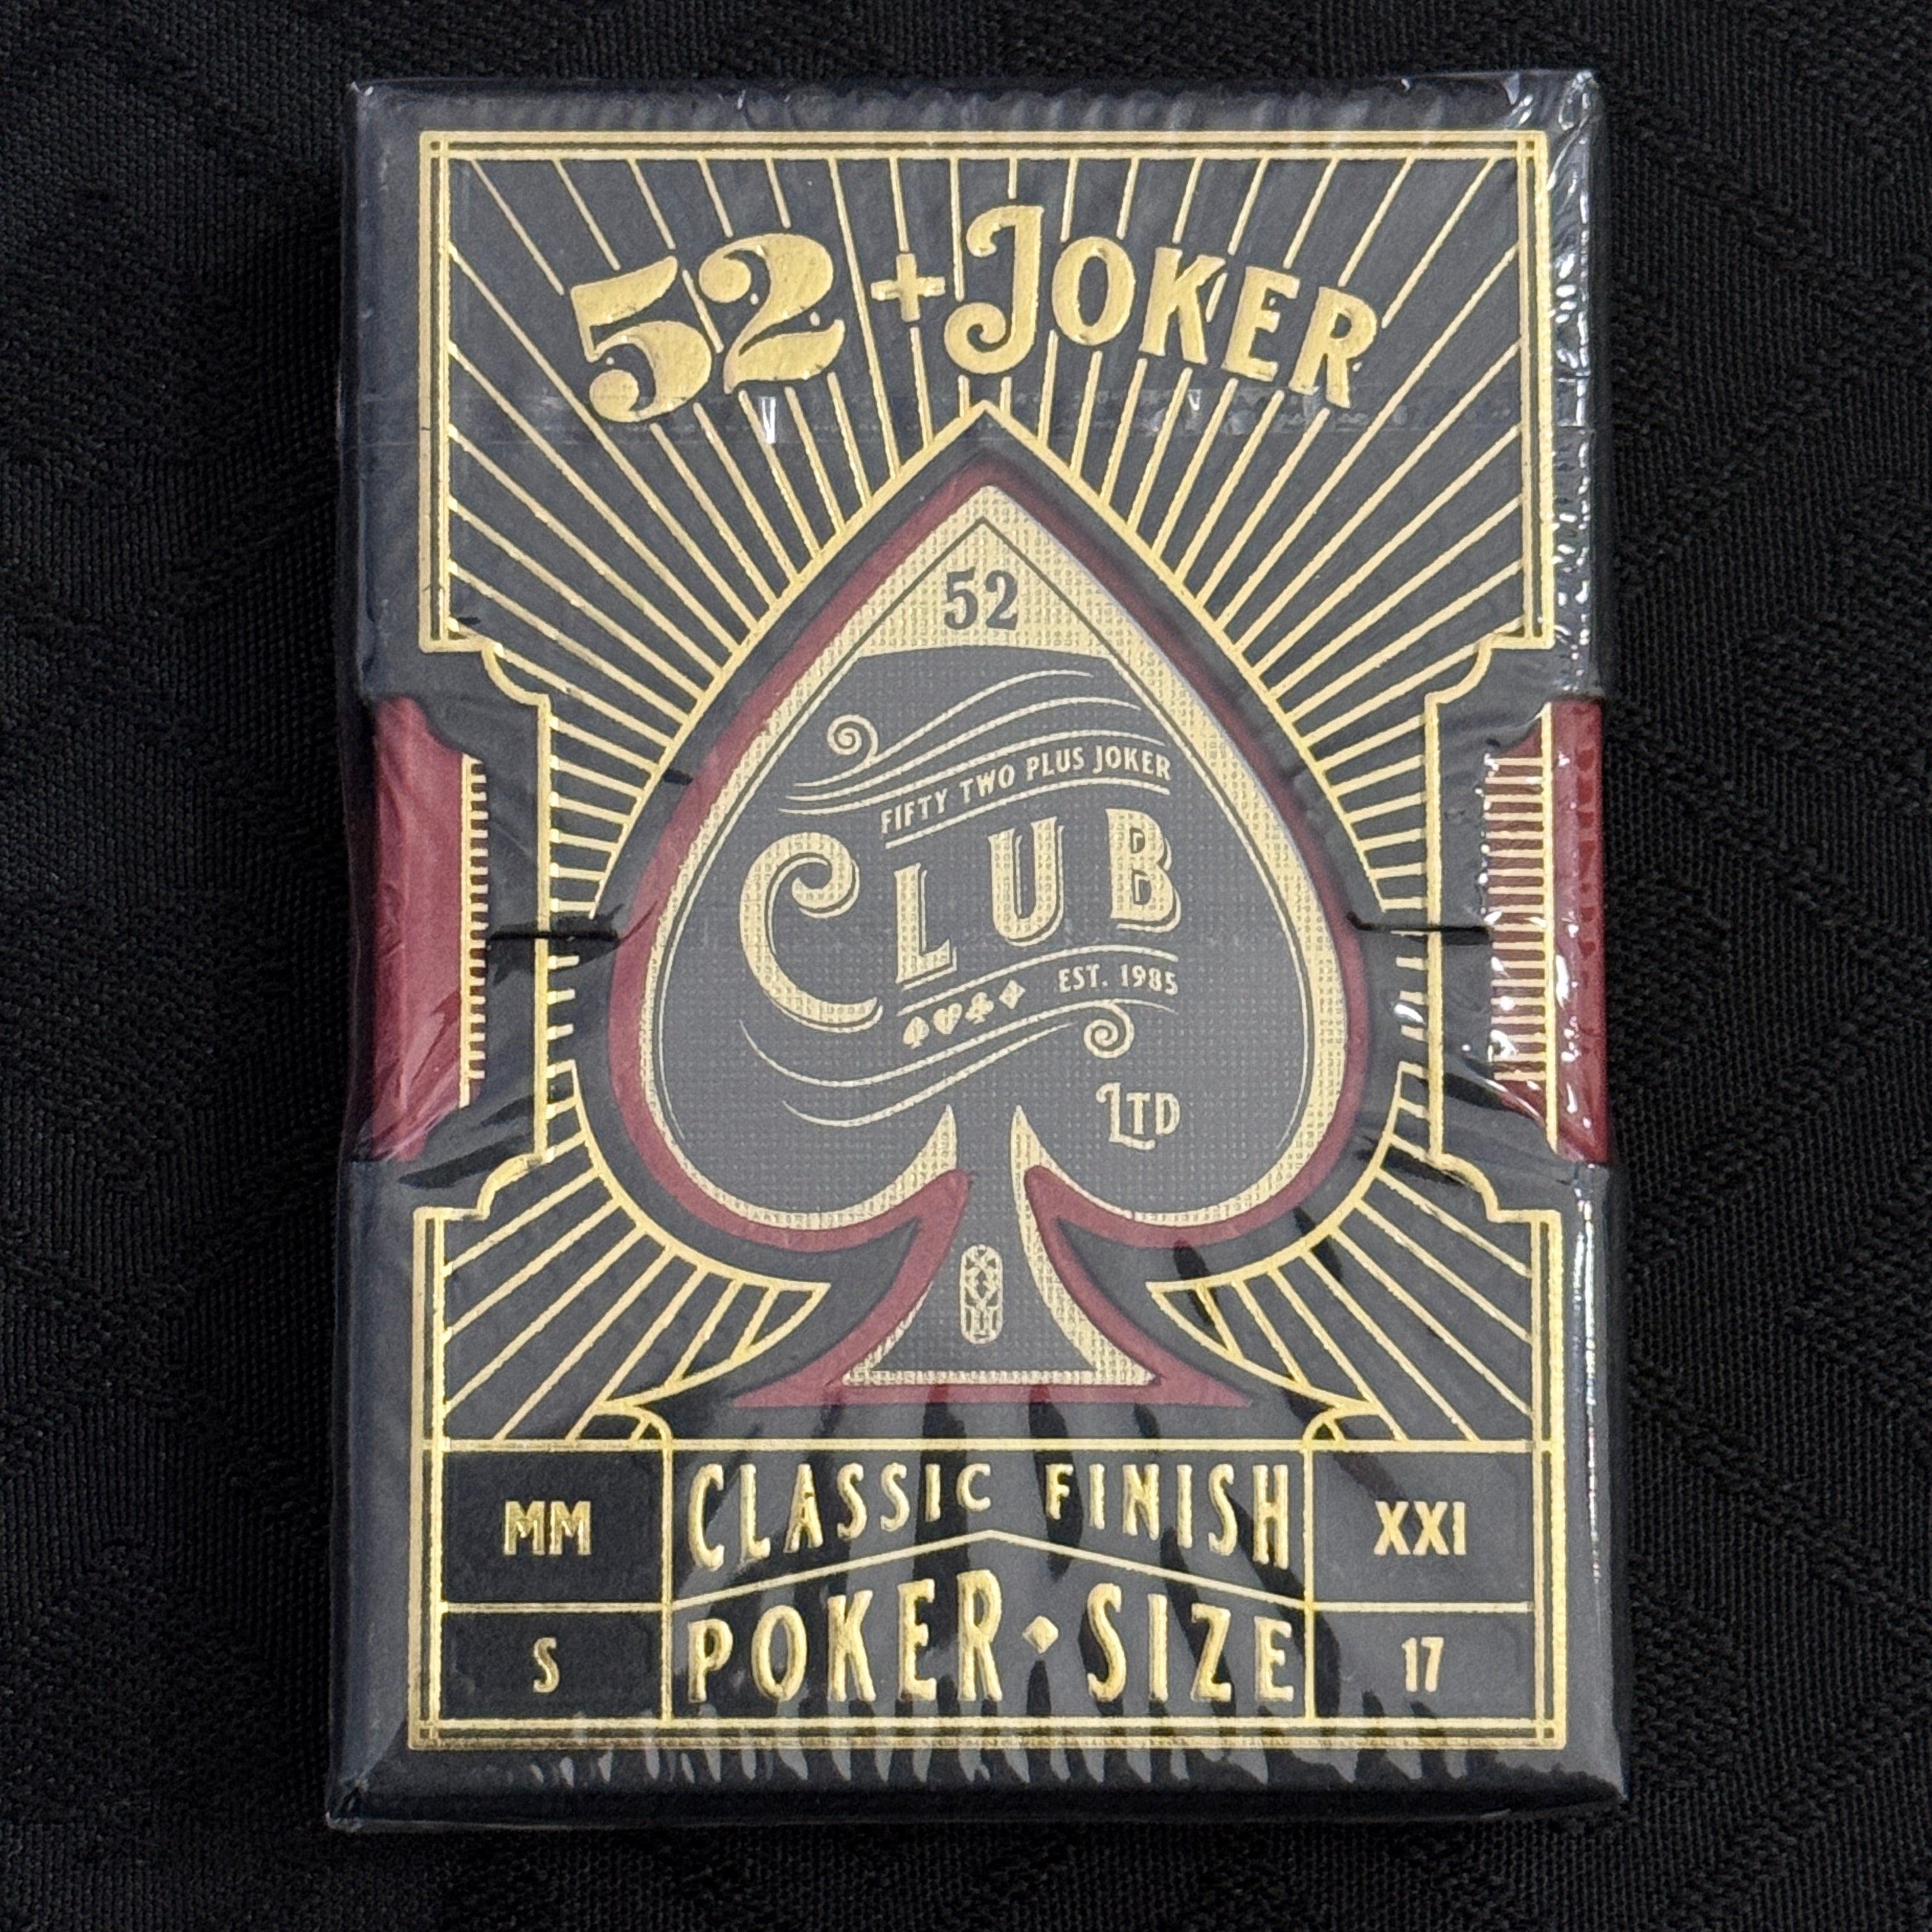 52 + JOKER
52
FIFTY TWO PLUS JOKER
CLUB
EST. 1985
LTD
MM
CLASSIC FINISH
XXI
S
POKER SIZE
17